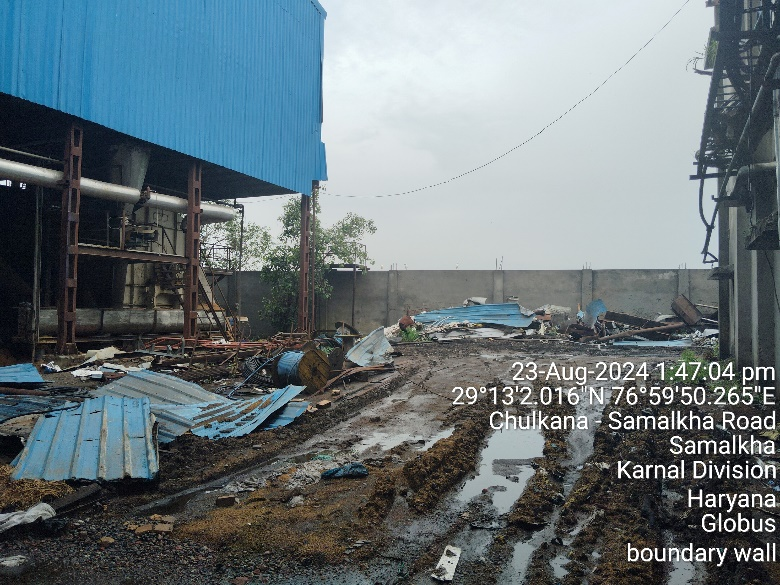 23-Aug-2024 1:47:04 pm
29°13'2.016"N 76°59'50.265"E
Chulkana - Samalkha Road
Samalkha
Karnal Division
Haryana
Globus
boundary wall